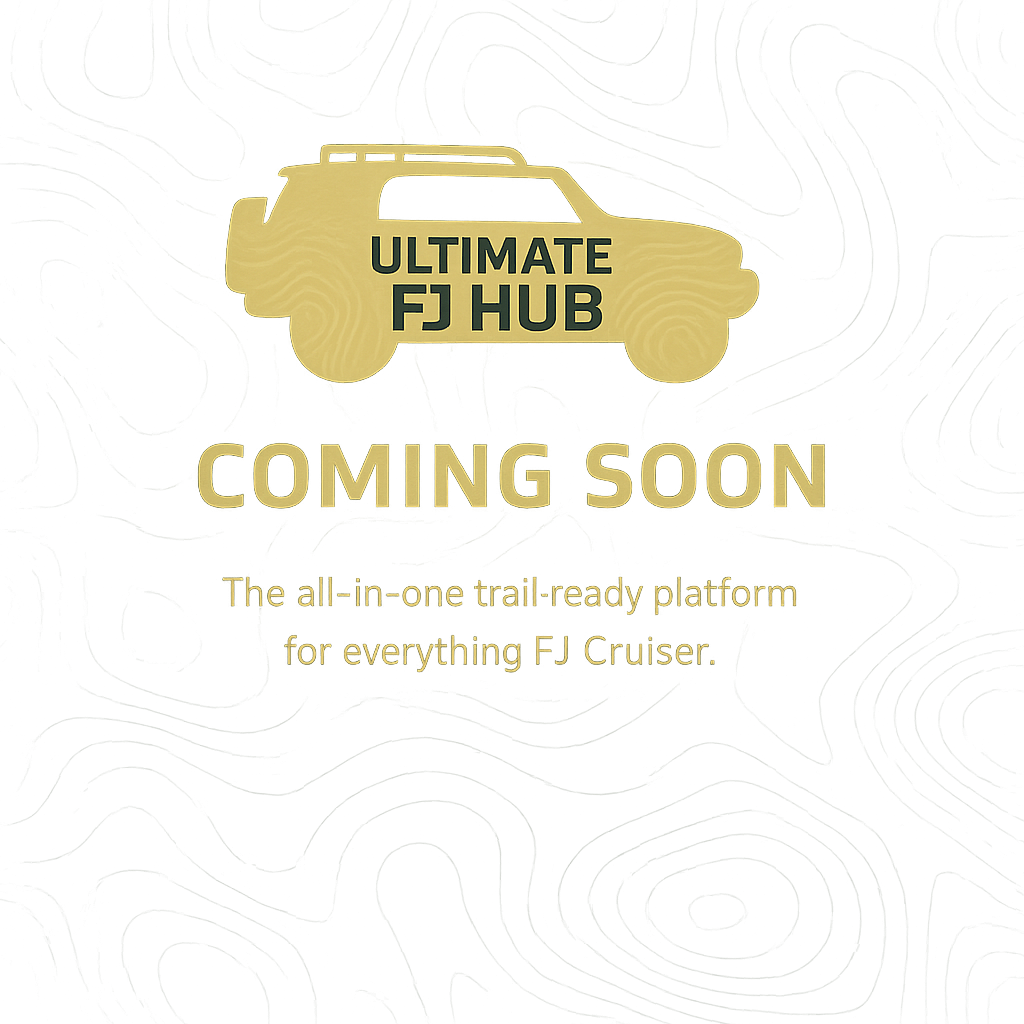 ULTIMATE
FJ HUB
COMING SOON
The all-in-one trail-ready platform
for everything FJ Cruiser.